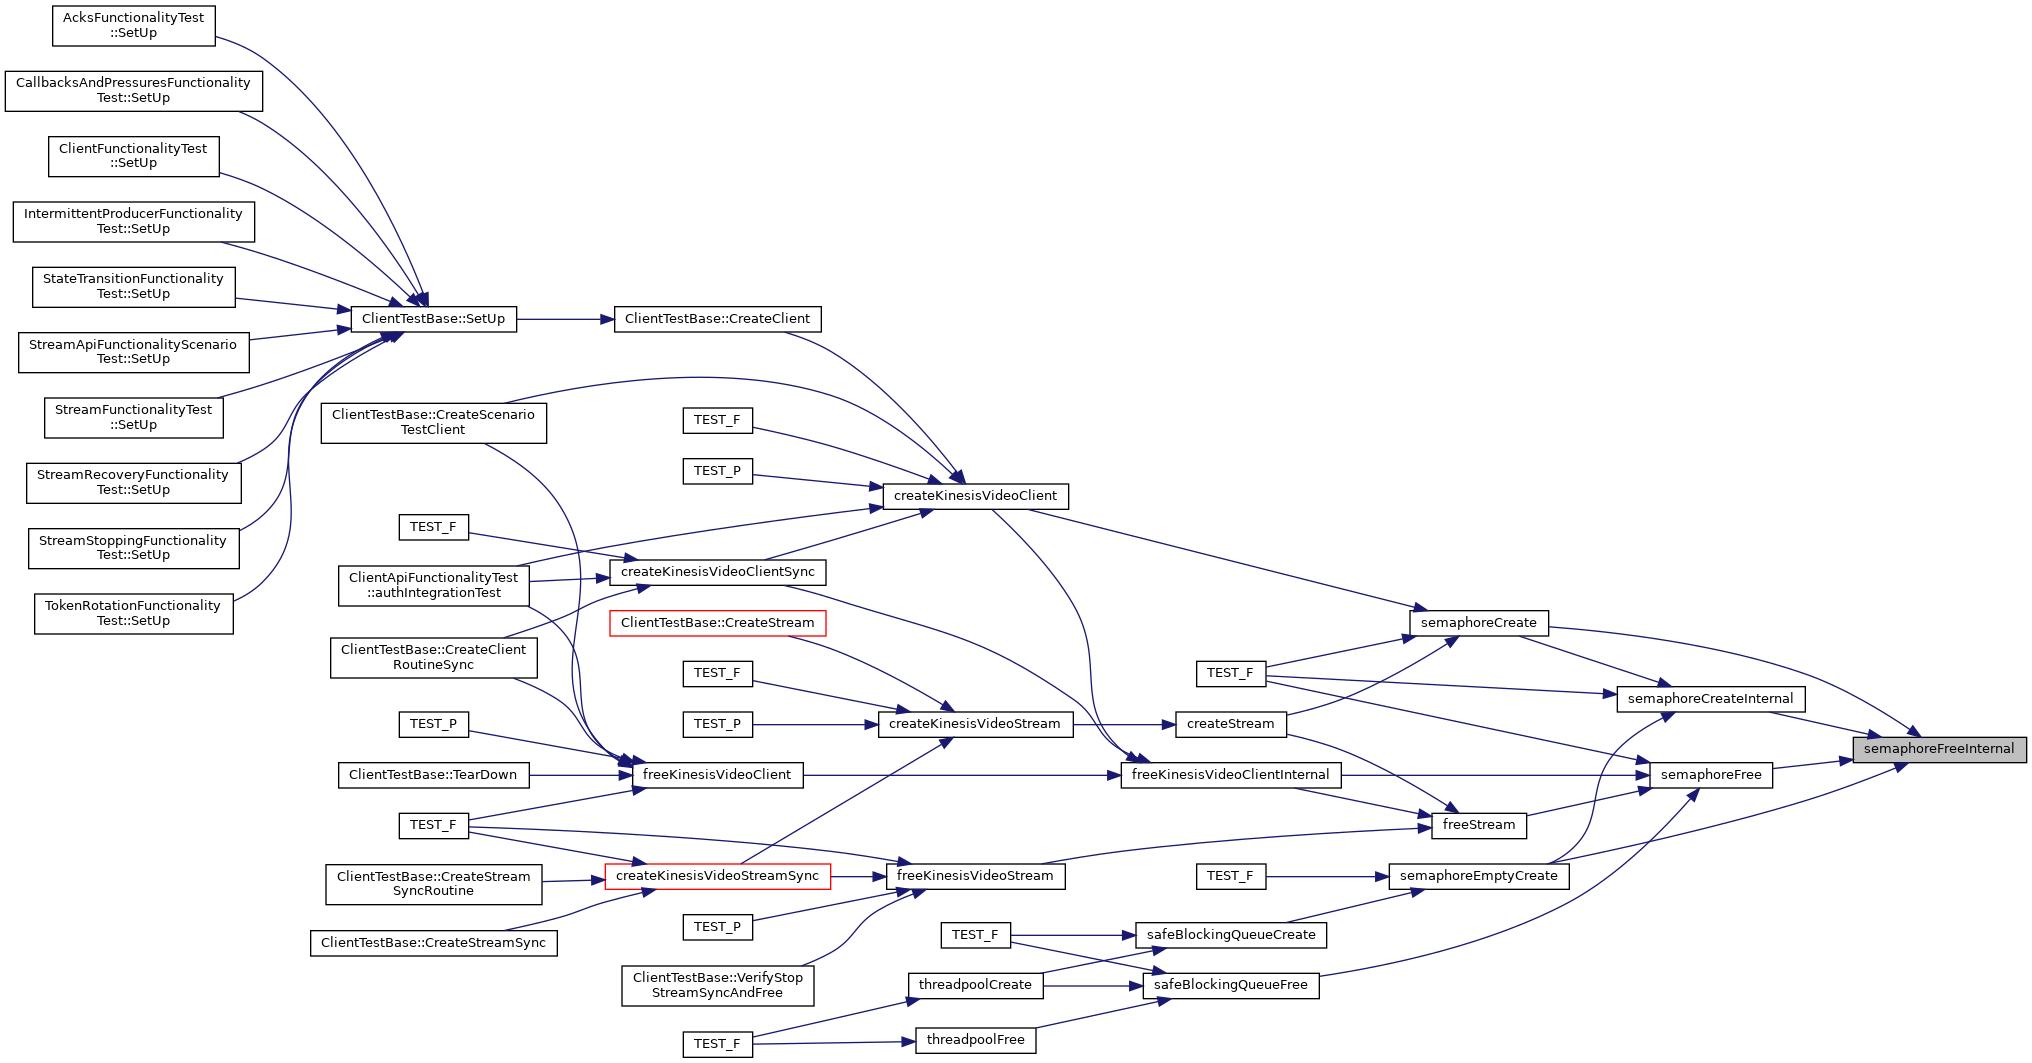 AcksFunctionalityTest
::SetUp
CallbacksAndPressuresFunctionality
Test::SetUp
ClientFunctionalityTest
::SetUp
IntermittentProducerFunctionality
Test::SetUp
StateTransitionFunctionality
Test::SetUp
StreamApiFunctionalityScenario
Test::SetUp
StreamFunctionalityTest
::SetUp
StreamRecoveryFunctionality
Test::SetUp
StreamStoppingFunctionality
Test::SetUp
TokenRotationFunctionality
Test::SetUp
ClientTestBase::SetUp
ClientTestBase::CreateScenario
TestClient
TEST_F
ClientApiFunctionalityTest
::authIntegrationTest
ClientTestBase::CreateClient
RoutineSync
TEST_P
ClientTestBase::TearDown
TEST_F
ClientTestBase::CreateStream
SyncRoutine
ClientTestBase::CreateStreamSync
ClientTestBase::CreateClient
TEST_F
TEST_P
createKinesisVideoClientSync
ClientTestBase::CreateStream
TEST_F
TEST_P
freeKinesisVideoClient
createKinesisVideoStreamSync
TEST_P
ClientTestBase::VerifyStop
StreamSyncAndFree
TEST_F
createKinesisVideoClient
createKinesisVideoStream
freeKinesisVideoStream
TEST_F
threadpoolCreate
threadpoolFree
TEST_F
createStream
freeKinesisVideoClientInternal
TEST_F
safeBlockingQueueCreate
safeBlockingQueueFree
semaphoreCreate
freeStream
semaphoreEmptyCreate
semaphoreCreateInternal
semaphoreFree
semaphoreFreeInternal